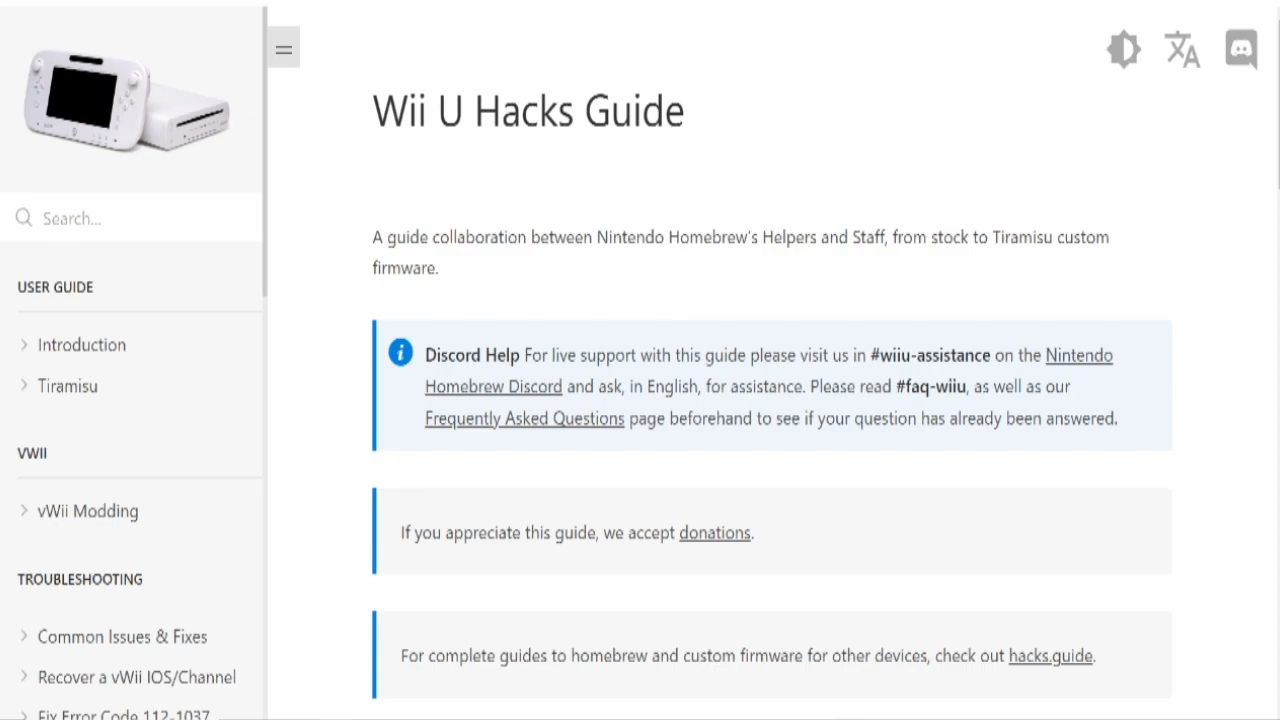 Wii U Hacks Guide
Search...
USER GUIDE
Introduction
Tiramisu
VWII
vWii Modding
TROUBLESHOOTING
Common Issues & Fixes
Recover a vWii IOS/Channel
Fix Error Code 112-1037
A guide collaboration between Nintendo Homebrew's Helpers and Staff, from stock to Tiramisu custom
firmware.
Discord Help For live support with this guide please visit us in #wiiu-assistance on the Nintendo
Homebrew Discord and ask, in English, for assistance. Please read #faq-wiiu, as well as our
Frequently Asked Questions page beforehand to see if your question has already been answered.
If you appreciate this guide, we accept donations.
For complete guides to homebrew and custom firmware for other devices, check out hacks.guide.